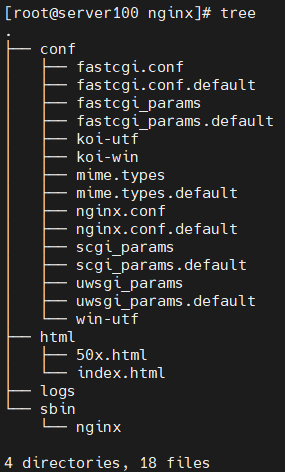 [root@server100 nginx]# tree
.
├── conf
│   ├── fastcgi.conf
│   ├── fastcgi.conf.default
│   ├── fastcgi_params
│   ├── fastcgi_params.default
│   ├── koi-utf
│   ├── koi-win
│   ├── mime.types
│   ├── mime.types.default
│   ├── nginx.conf
│   ├── nginx.conf.default
│   ├── scgi_params
│   ├── scgi_params.default
│   ├── uwsgi_params
│   ├── uwsgi_params.default
│   └── win-utf
├── html
│   ├── 50x.html
│   └── index.html
├── logs
└── sbin
    └── nginx

4 directories, 18 files